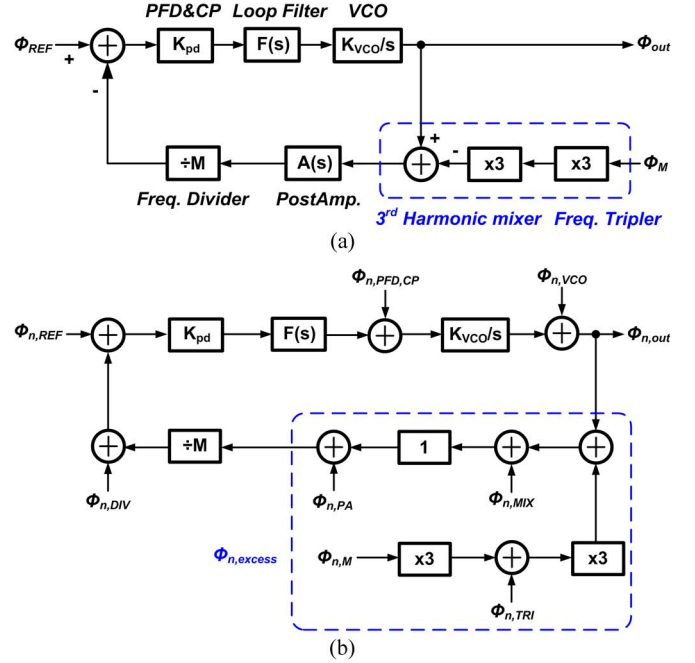 PFD&CP Loop Filter VCO
Φ_REF + K_pd F(s) K_VCO/s Φ_out
-
+
÷M A(s) + - x3 x3 Φ_M
Freq. Divider PostAmp.
3rd Harmonic mixer Freq. Tripler
(a)
Φ_n,PFD,CP Φ_n,VCO
Φ_n,REF K_pd F(s) K_VCO/s Φ_n,out
÷M 1
Φ_n,DIV Φ_n,PA Φ_n,MIX
Φ_n,excess Φ_n,M x3 x3
Φ_n,TRI
(b)